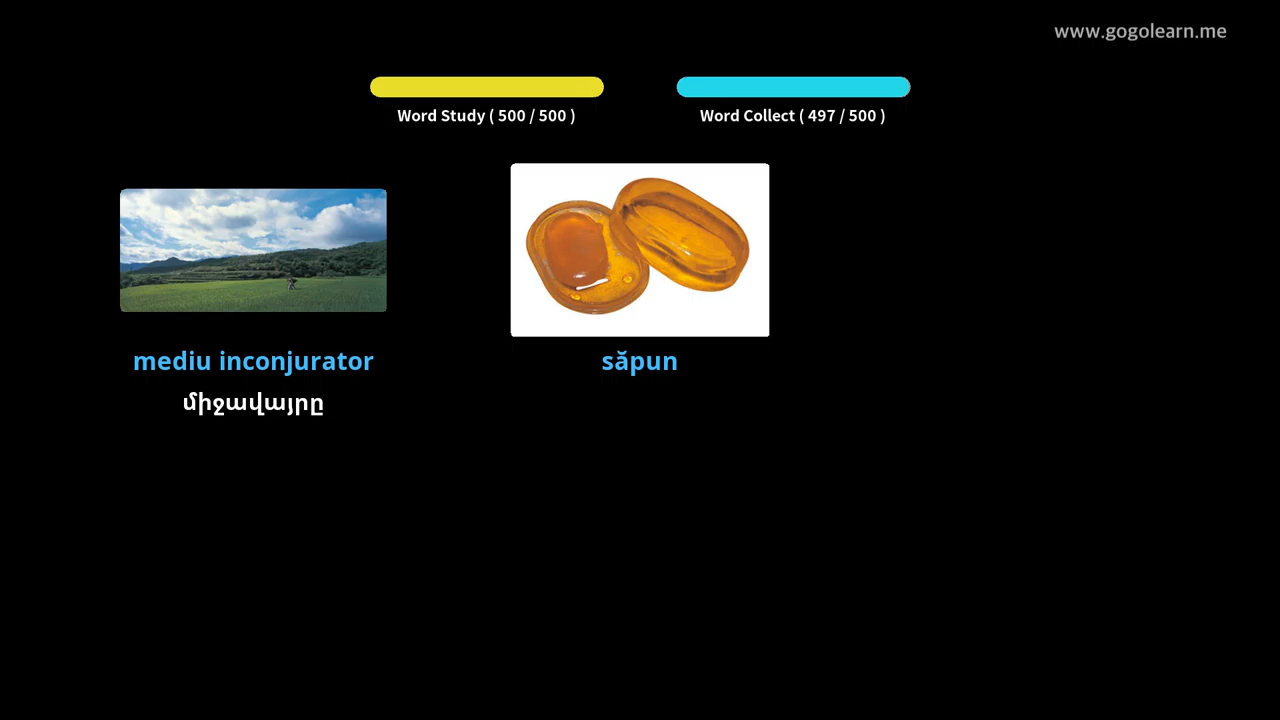 www.gogolearn.me
Word Study ( 500 / 500 )
Word Collect ( 497 / 500 )
mediu inconjurator
միջավայրը
săpun